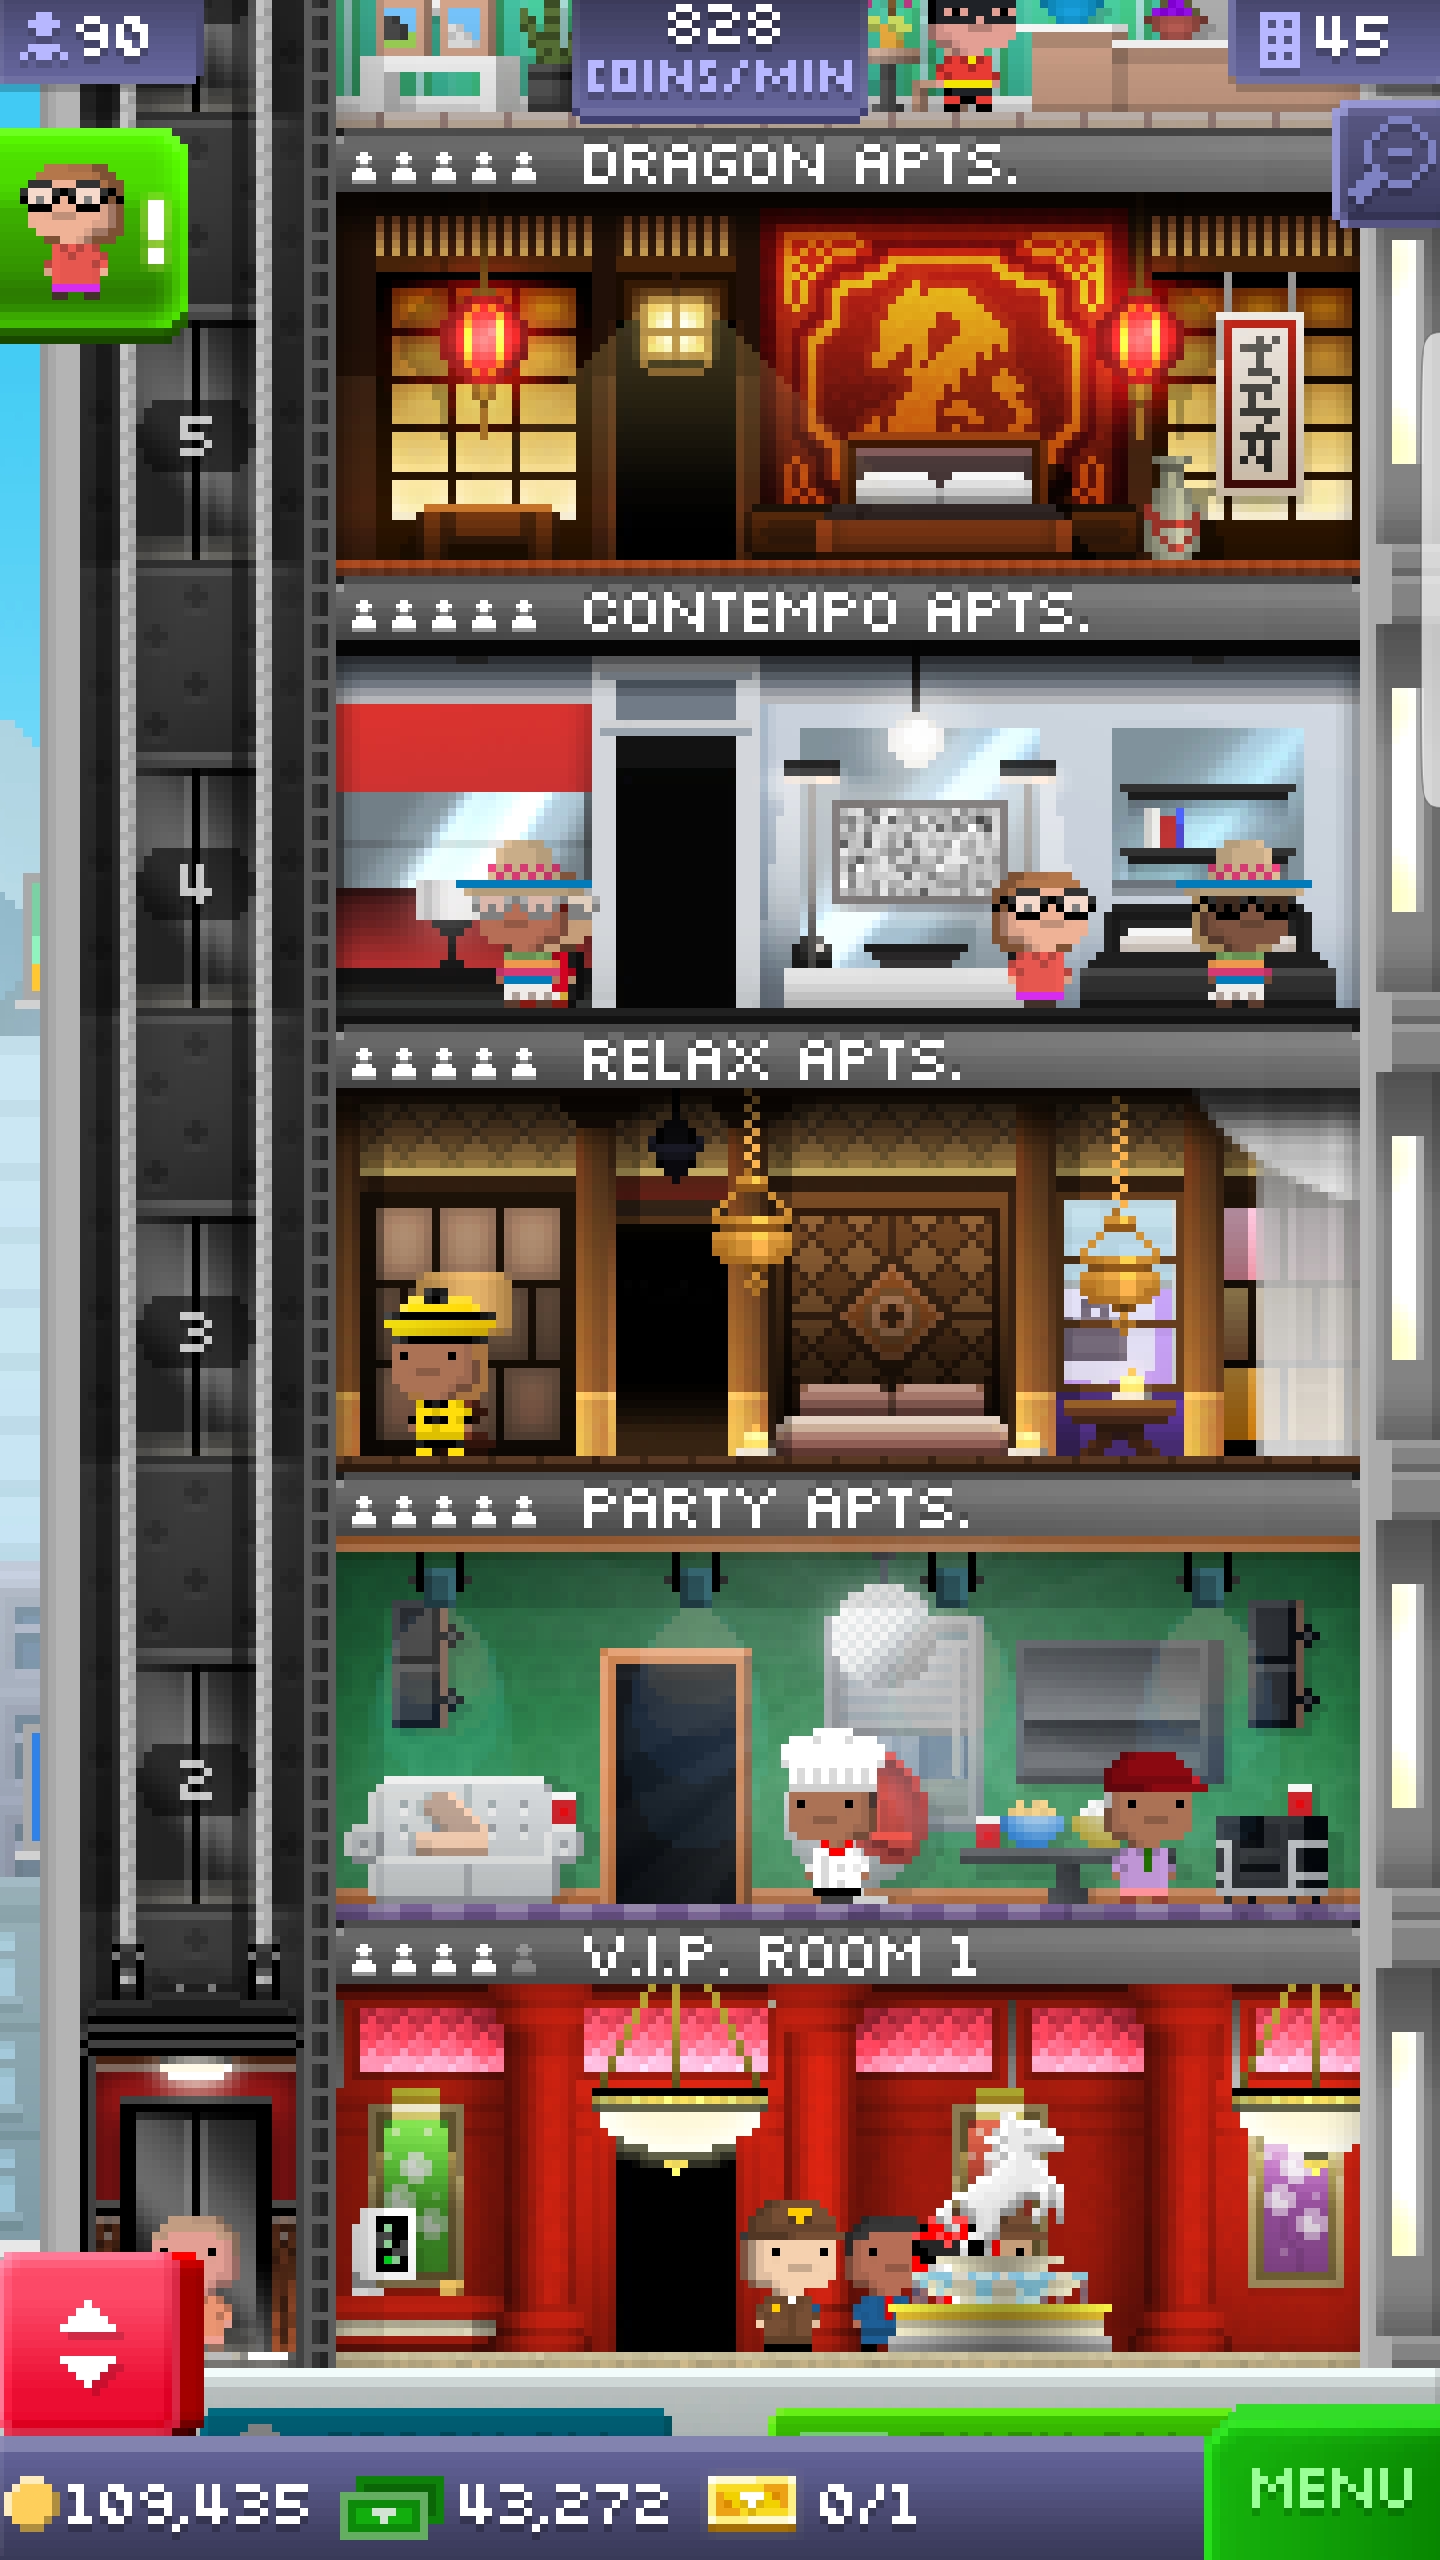 90
828
COINS/MIN
45
!
DRAGON APTS.
5
CONTEMPO APTS.
4
RELAX APTS.
3
PARTY APTS.
2
V.I.P. ROOM 1
109,435
43,272
0/1
MENU